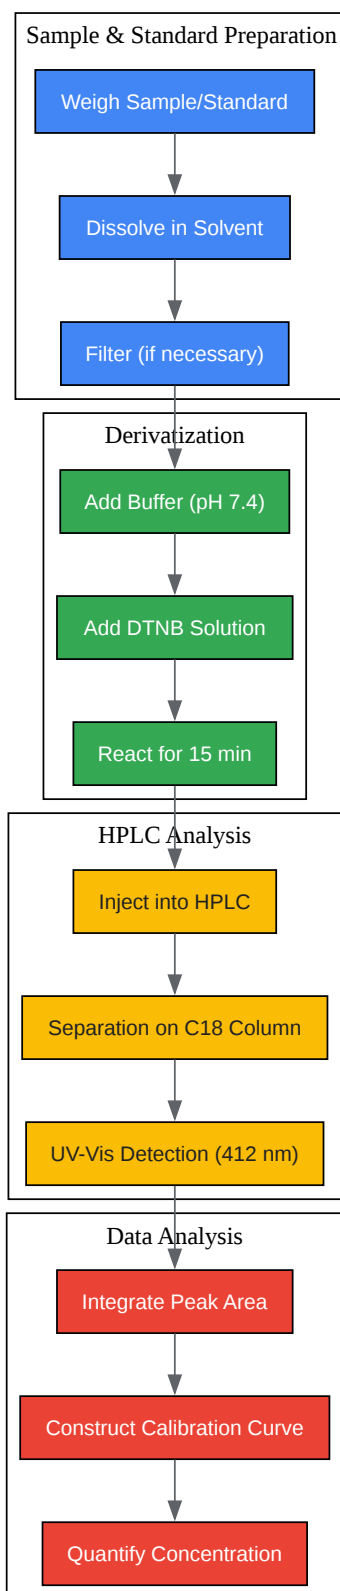 Sample & Standard Preparation
Weigh Sample/Standard
Dissolve in Solvent
Filter (if necessary)
Derivatization
Add Buffer (pH 7.4)
Add DTNB Solution
React for 15 min
HPLC Analysis
Inject into HPLC
Separation on C18 Column
UV-Vis Detection (412 nm)
Data Analysis
Integrate Peak Area
Construct Calibration Curve
Quantify Concentration